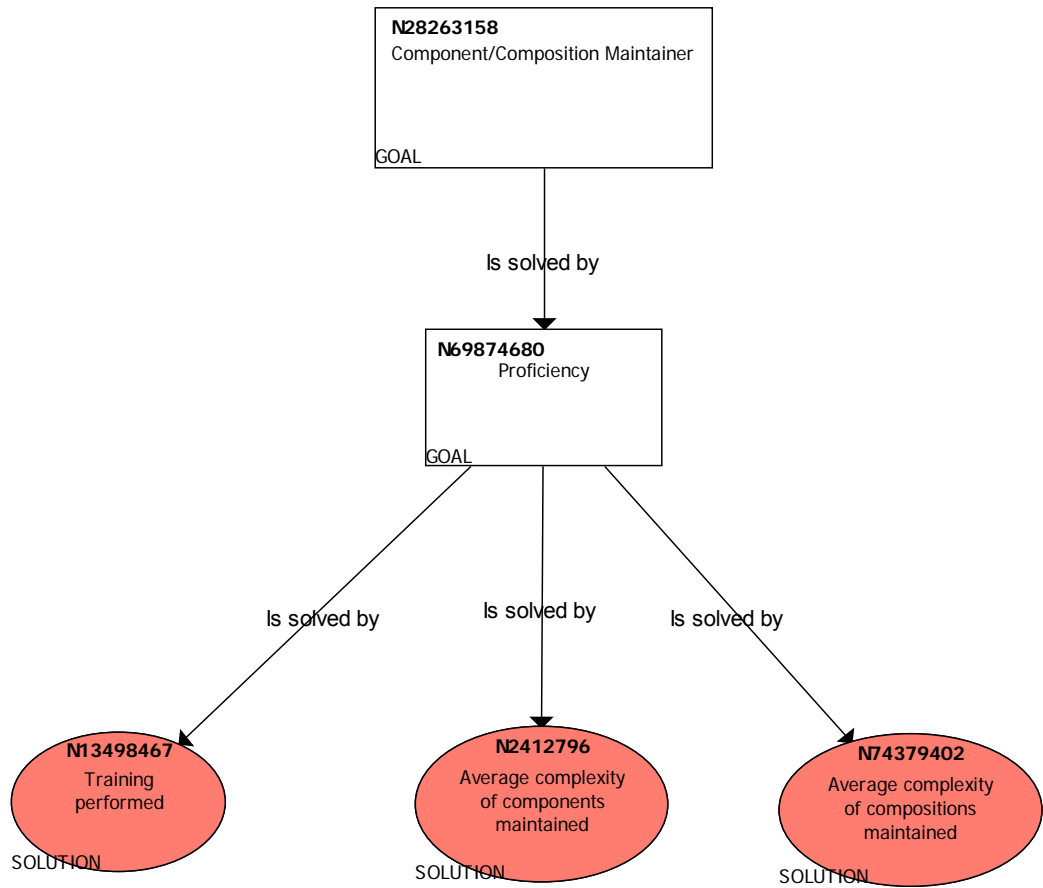 N28263158
Component/Composition Maintainer
GOAL
Is solved by
N69874680
Proficiency
GOAL
Is solved by
Is solved by
Is solved by
N13498467
Training
performed
SOLUTION
N2412796
Average complexity
of components
maintained
SOLUTION
N74379402
Average complexity
of compositions
maintained
SOLUTION